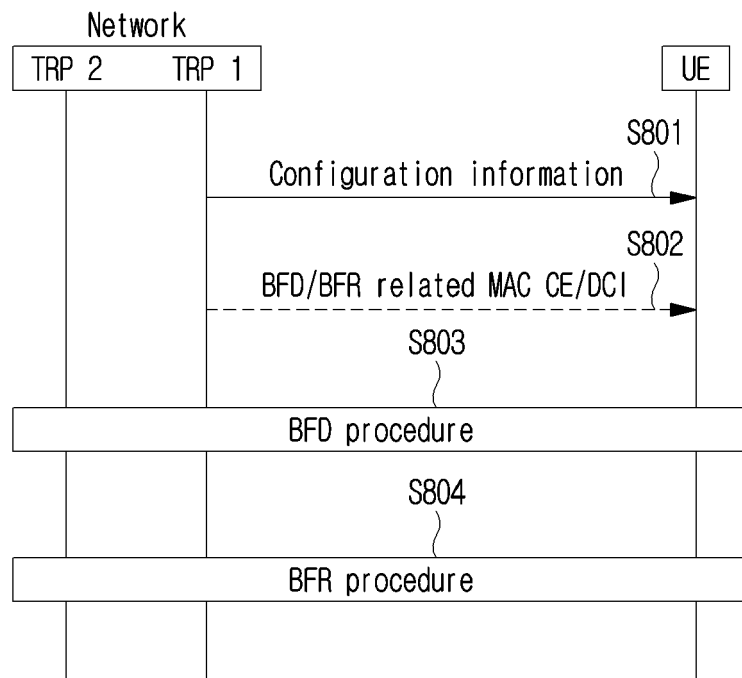 Network
TRP 2 TRP 1 UE
S801
Configuration information
S802
BFD/BFR related MAC CE/DCI
S803
BFD procedure
S804
BFR procedure